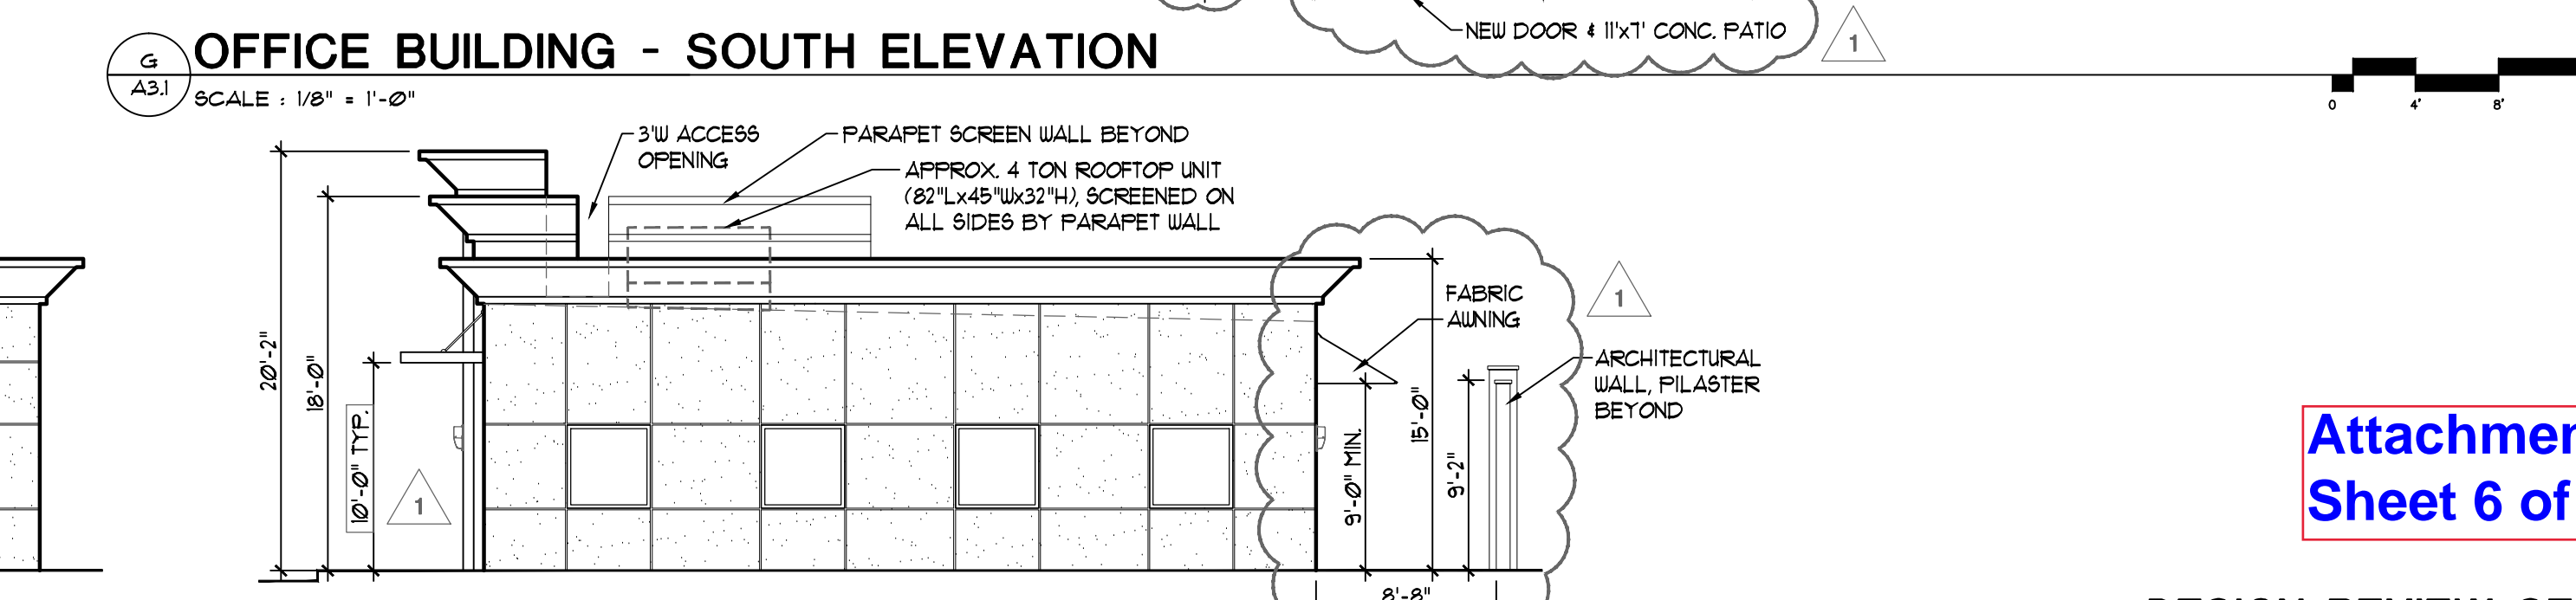 NEW DOOR & 11'x7' CONC. PATIO
1
G
A3.1
OFFICE BUILDING - SOUTH ELEVATION
SCALE : 1/8" = 1'-0"
0 4' 8'
3'W ACCESS
OPENING
PARAPET SCREEN WALL BEYOND
APPROX. 4 TON ROOFTOP UNIT
(82"Lx45"Wx32"H), SCREENED ON
ALL SIDES BY PARAPET WALL
20'-2"
18'-0"
10'-0" TYP.
1
FABRIC
AWNING
1
ARCHITECTURAL
WALL, PILASTER
BEYOND
9'-0" MIN.
15'-0"
9'-2"
8'-8"
Attachmen
Sheet 6 of